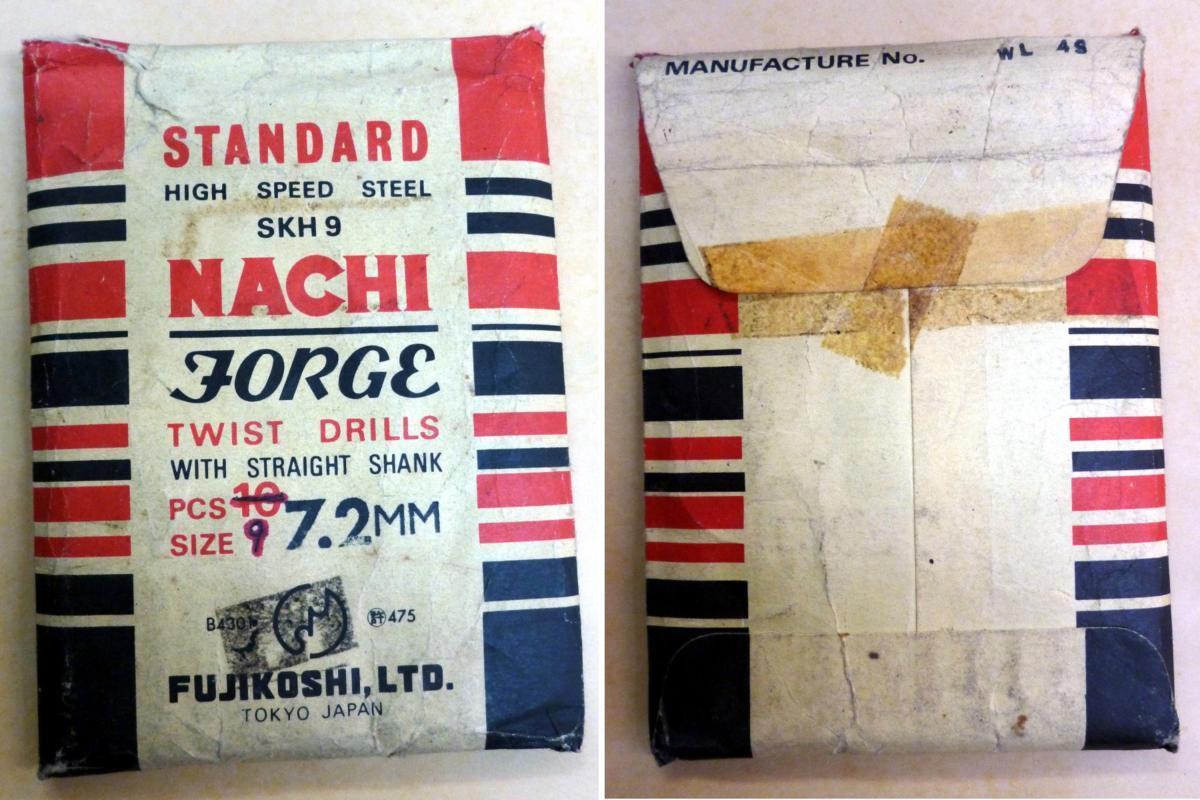 STANDARD
HIGH SPEED STEEL
SKH 9
NACHI
FORGE
TWIST DRILLS
WITH STRAIGHT SHANK
PCS 10
SIZE 9 7.2MM
475
FUJIKOSHI, LTD.
TOKYO JAPAN
MANUFACTURE No. WL 4S